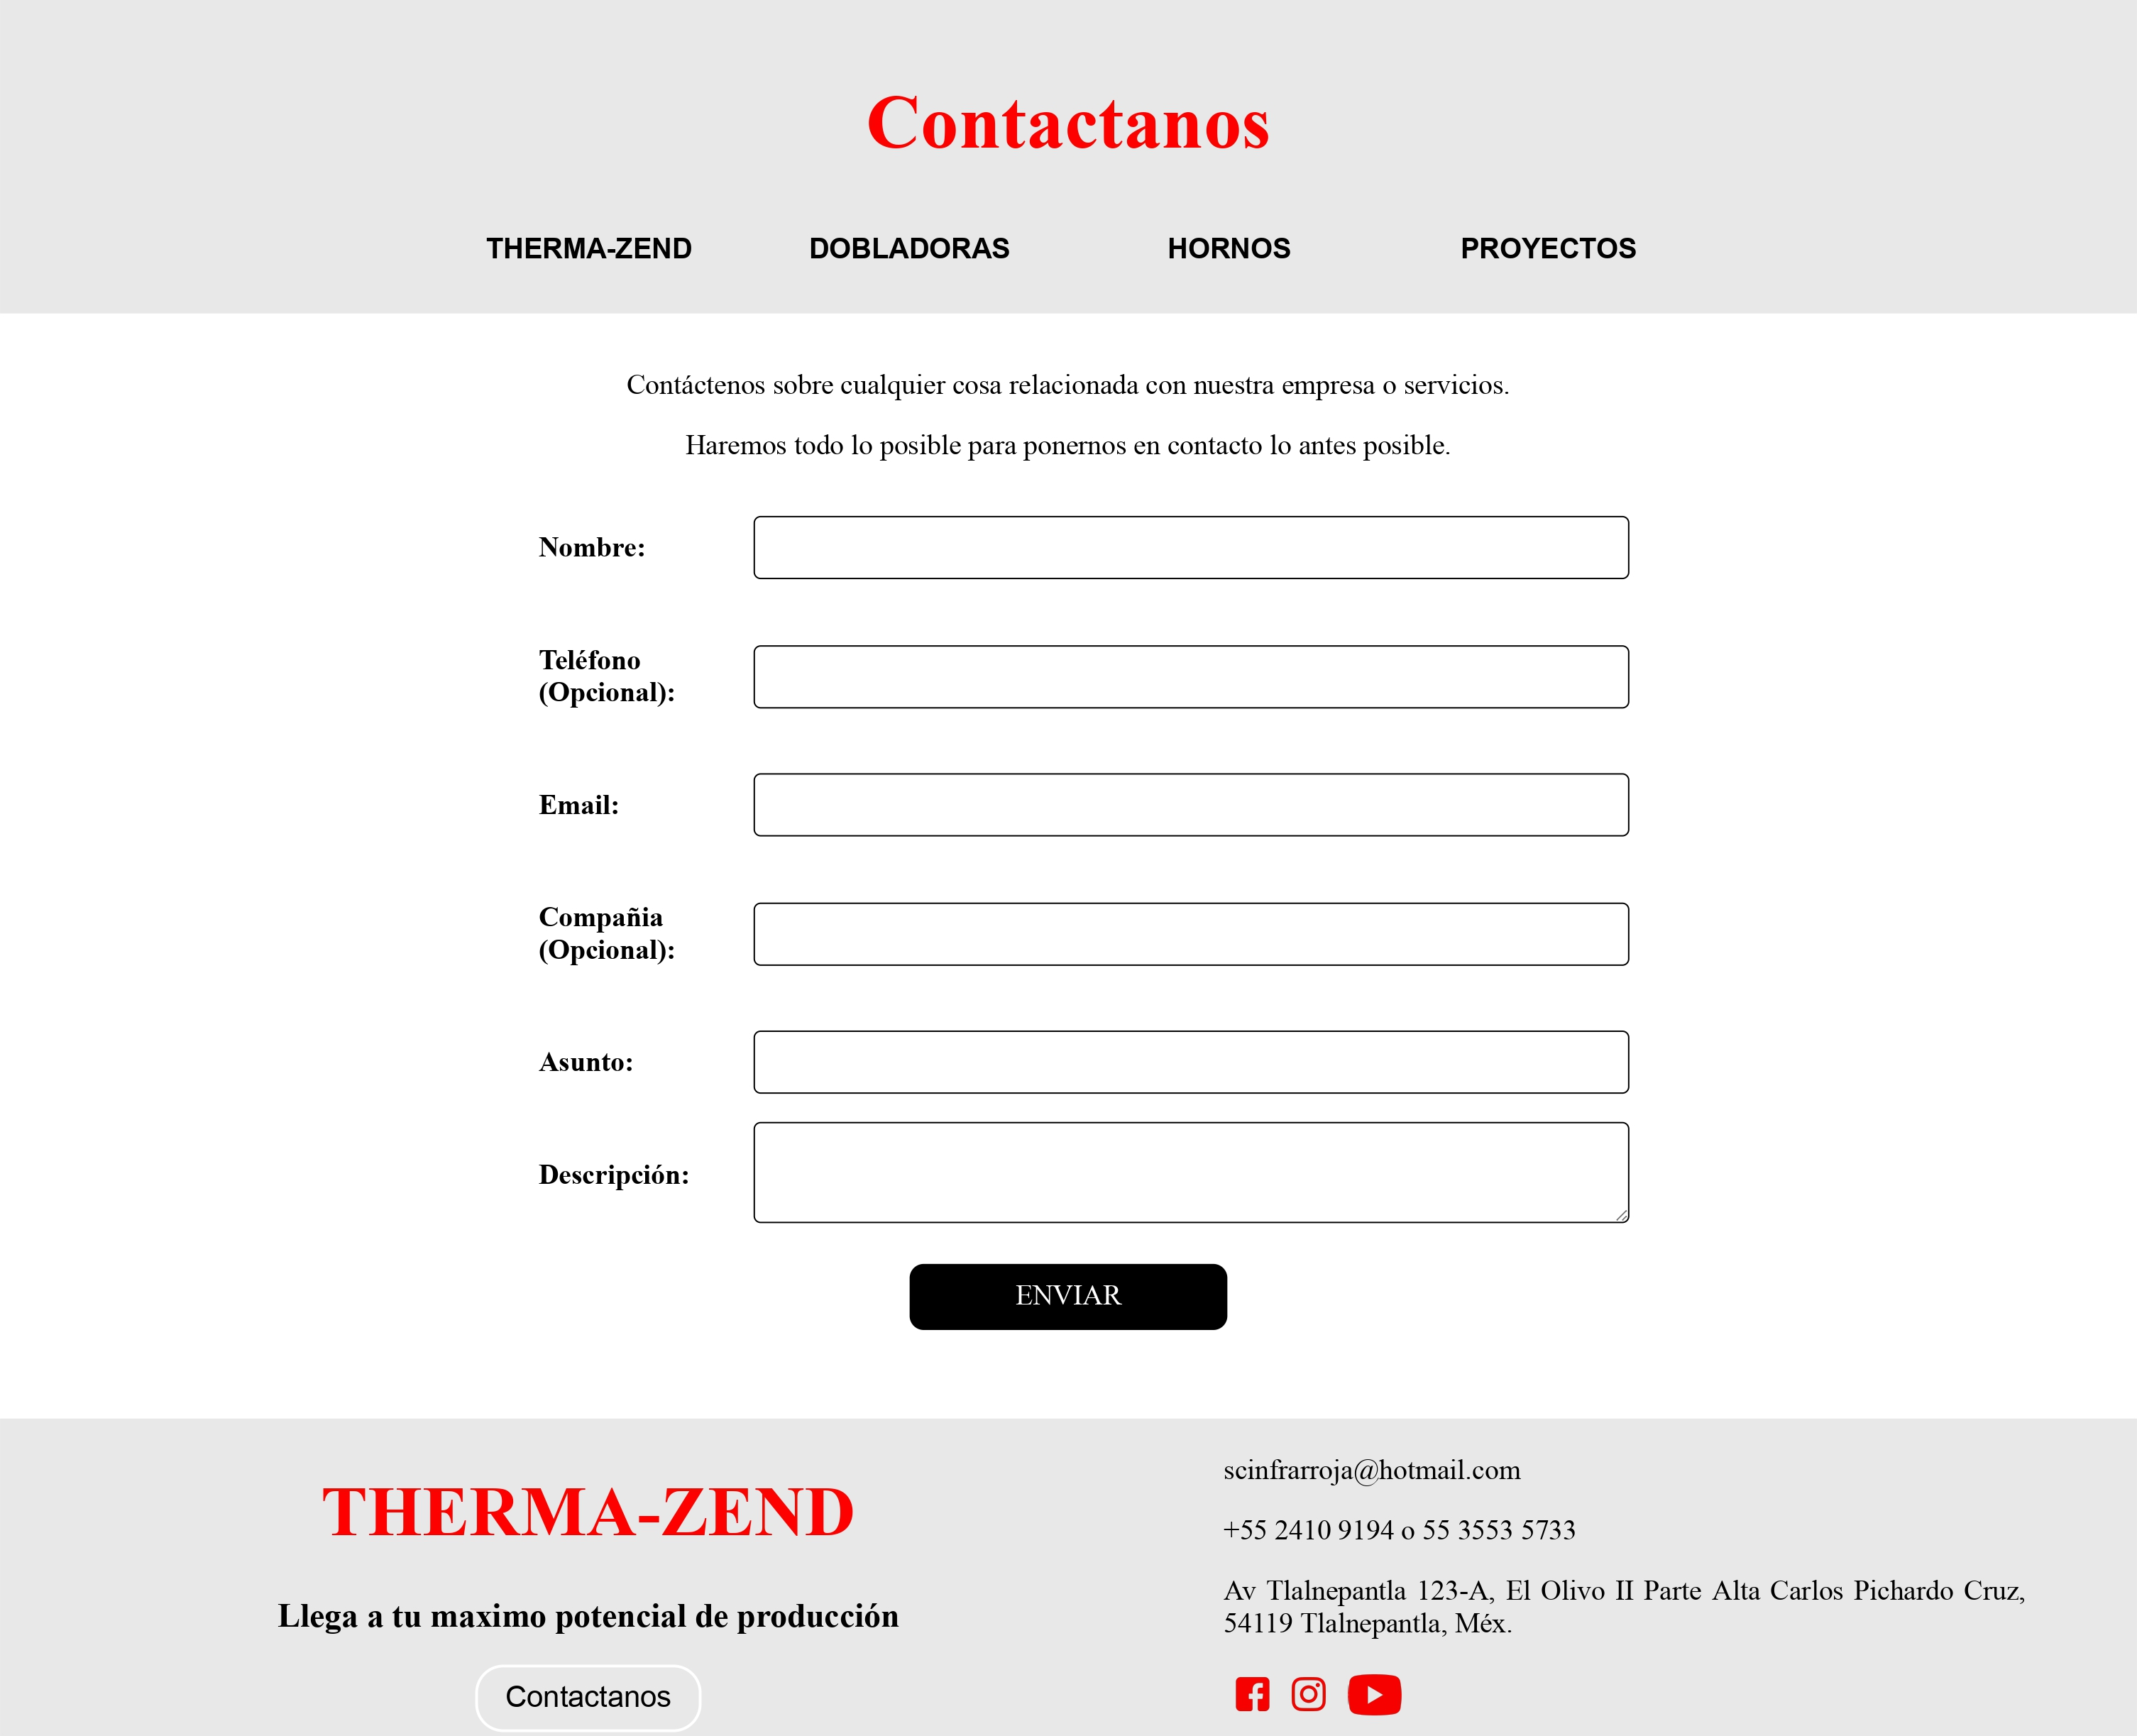 Contactanos
THERMA-ZEND DOBLADORAS HORNOS PROYECTOS
Contáctenos sobre cualquier cosa relacionada con nuestra empresa o servicios.
Haremos todo lo posible para ponernos en contacto lo antes posible.
Nombre:
Teléfono
(Opcional):
Email:
Compañia
(Opcional):
Asunto:
Descripción:
ENVIAR
THERMA-ZEND
Llega a tu maximo potencial de producción
Contactanos
scinfrarroja@hotmail.com
+55 2410 9194 o 55 3553 5733
Av Tlalnepantla 123-A, El Olivo II Parte Alta Carlos Pichardo Cruz,
54119 Tlalnepantla, Méx.